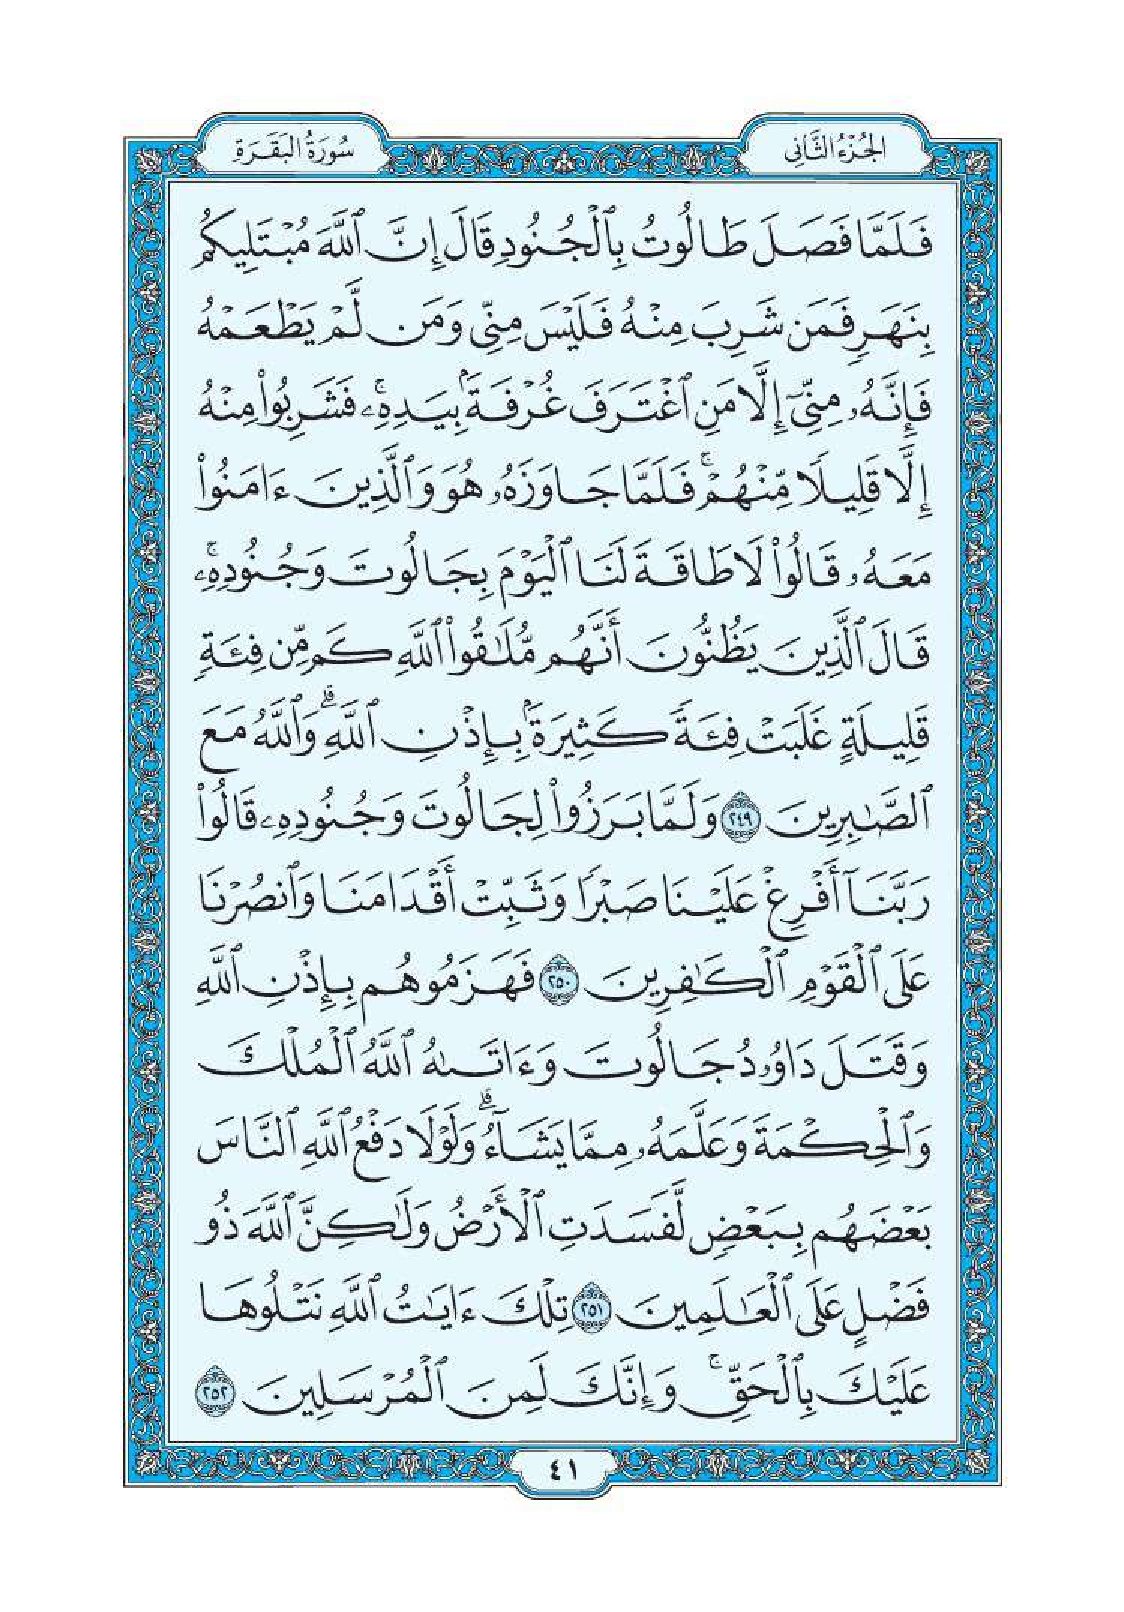 الجُزْءُ الثَّانِي
سُورَةُ البَقَرَةِ
فَلَمَّا فَصَلَ طَالُوتُ بِٱلْجُنُودِ قَالَ إِنَّ ٱللَّهَ مُبْتَلِيكُم
بِنَهَرٍ فَمَن شَرِبَ مِنْهُ فَلَيْسَ مِنِّى وَمَن لَّمْ يَطْعَمْهُ
فَإِنَّهُۥ مِنِّىٓ إِلَّا مَنِ ٱغْتَرَفَ غُرْفَةَۢ بِيَدِهِۦۚ فَشَرِبُوا۟ مِنْهُ
إِلَّا قَلِيلًا مِّنْهُمْۚ فَلَمَّا جَاوَزَهُۥ هُوَ وَٱلَّذِينَ ءَامَنُوا۟
مَعَهُۥ قَالُوا۟ لَا طَاقَةَ لَنَا ٱلْيَوْمَ بِجَالُوتَ وَجُنُودِهِۦۚ
قَالَ ٱلَّذِينَ يَظُنُّونَ أَنَّهُم مُّلَٰقُوا۟ ٱللَّهِ كَم مِّن فِئَةٍ
قَلِيلَةٍ غَلَبَتْ فِئَةً كَثِيرَةَۢ بِإِذْنِ ٱللَّهِۗ وَٱللَّهُ مَعَ
ٱلصَّٰبِرِينَ ٢٤٩ وَلَمَّا بَرَزُوا۟ لِجَالُوتَ وَجُنُودِهِۦ قَالُوا۟
رَبَّنَآ أَفْرِغْ عَلَيْنَا صَبْرًا وَثَبِّتْ أَقْدَامَنَا وَٱنصُرْنَا
عَلَى ٱلْقَوْمِ ٱلْكَٰفِرِينَ ٢٥٠ فَهَزَمُوهُم بِإِذْنِ ٱللَّهِ
وَقَتَلَ دَاوُۥدُ جَالُوتَ وَءَاتَىٰهُ ٱللَّهُ ٱلْمُلْكَ
وَٱلْحِكْمَةَ وَعَلَّمَهُۥ مِمَّا يَشَآءُۗ وَلَوْلَا دَفْعُ ٱللَّهِ ٱلنَّاسَ
بَعْضَهُم بِبَعْضٍ لَّفَسَدَتِ ٱلْأَرْضُ وَلَٰكِنَّ ٱللَّهَ ذُو
فَضْلٍ عَلَى ٱلْعَٰلَمِينَ ٢٥١ تِلْكَ ءَايَٰتُ ٱللَّهِ نَتْلُوهَا
عَلَيْكَ بِٱلْحَقِّۚ وَإِنَّكَ لَمِنَ ٱلْمُرْسَلِينَ ٢٥٢
٤١